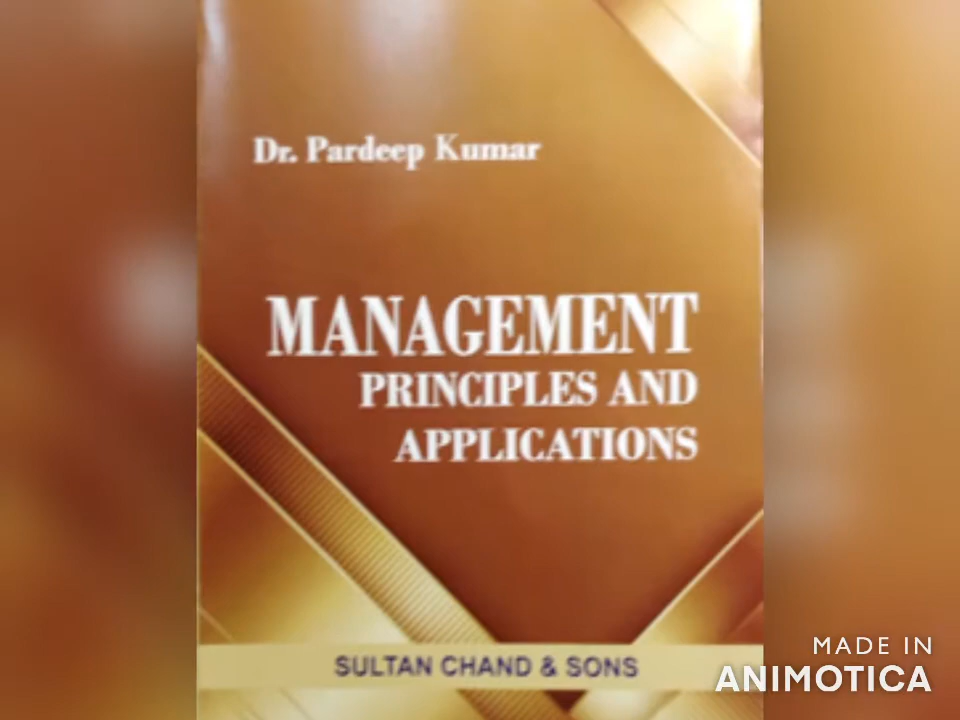 Dr. Pardeep Kumar
MANAGEMENT
PRINCIPLES AND
APPLICATIONS
SULTAN CHAND & SONS
MADE IN
ANIMOTICA